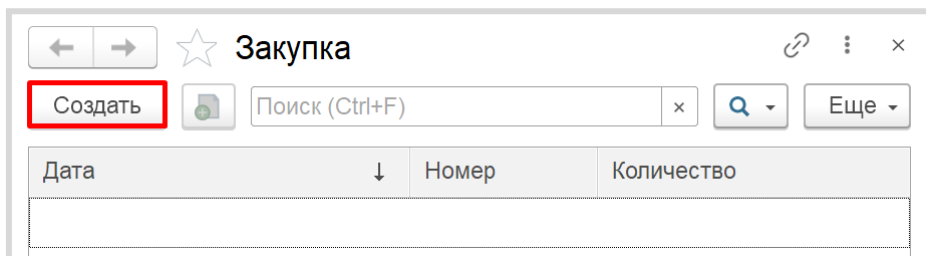 Закупка
Создать Поиск (Ctrl+F) Еще
Дата Номер Количество